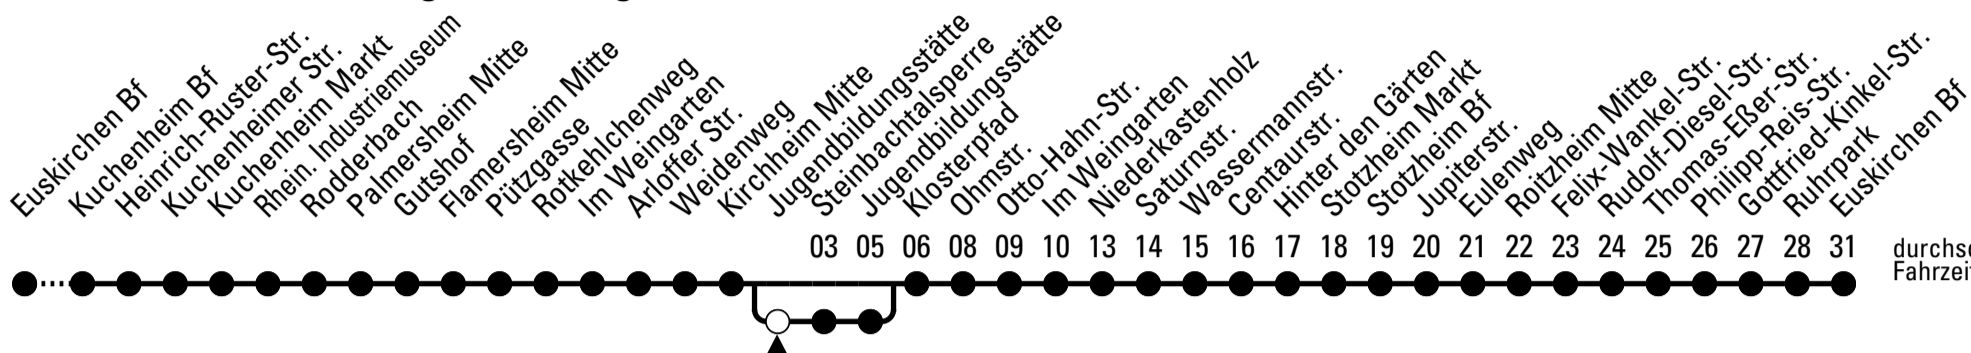 Euskirchen Bf
Kuchenheim Bf
Heinrich-Ruster-Str.
Kuchenheimer Str.
Kuchenheim Markt
Rhein. Industriemuseum
Rodderbach
Palmersheim Mitte
Gutshof
Flamersheim Mitte
Pützgasse
Rotkehlchenweg
Im Weingarten
Arloffer Str.
Weidenweg
Kirchheim Mitte
Jugendbildungsstätte
Steinbachtalsperre
Jugendbildungsstätte
Klosterpfad
Ohmstr.
Otto-Hahn-Str.
Im Weingarten
Niederkastenholz
Saturnstr.
Wassermannstr.
Centaurstr.
Hinter den Gärten
Stotzheim Markt
Stotzheim Bf
Jupiterstr.
Eulenweg
Roitzheim Mitte
Felix-Wankel-Str.
Rudolf-Diesel-Str.
Thomas-Eßer-Str.
Philipp-Reis-Str.
Gottfried-Kinkel-Str.
Ruhrpark
Euskirchen Bf
03 05 06 08 09 10 13 14 15 16 17 18 19 20 21 22 23 24 25 26 27 28 31
durchsc
Fahrzei